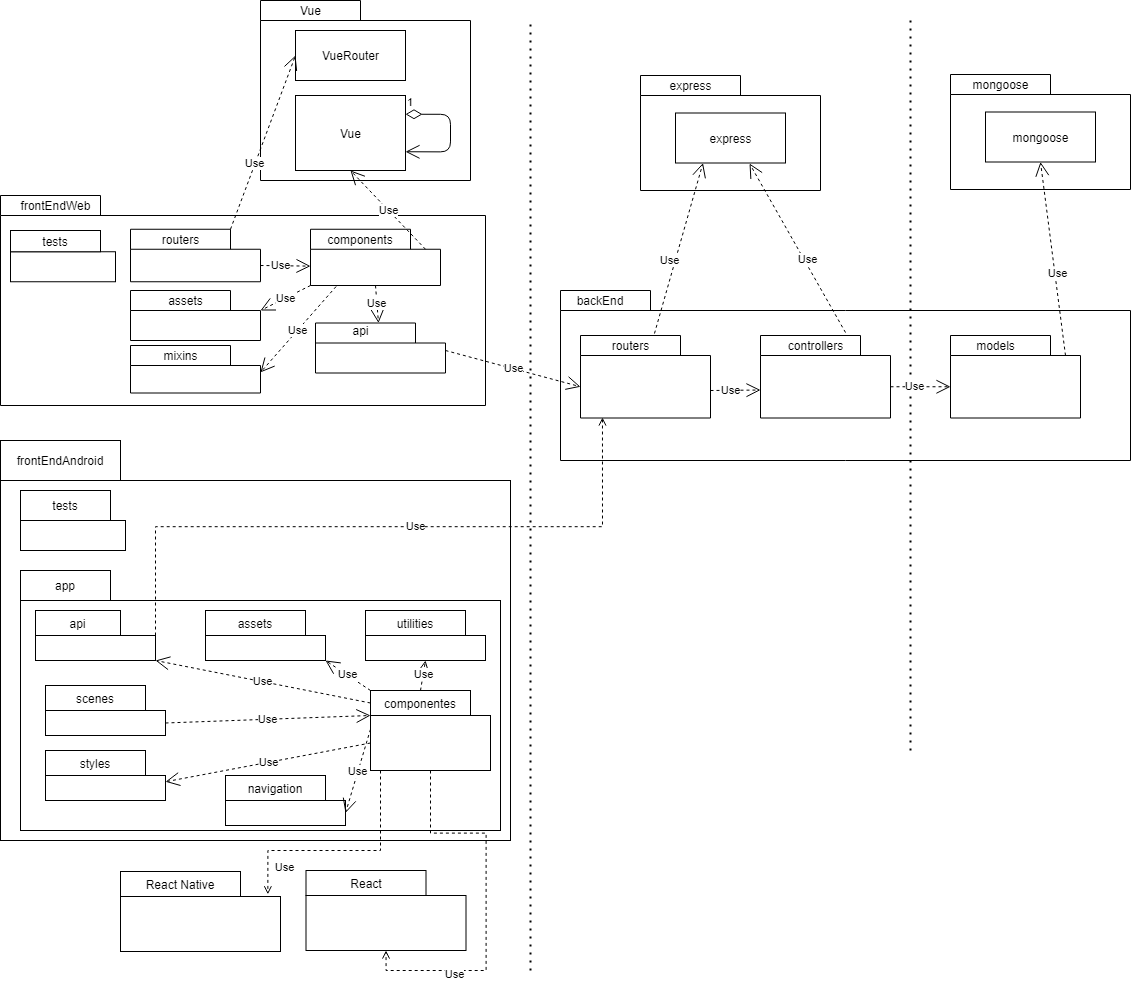 Vue
VueRouter
1
Vue
Use
Use
frontEndWeb
tests
routers
components
Use
assets
Use
Use
mixins
Use
api
Use
express
express
mongoose
mongoose
Use
Use
Use
backEnd
routers
controllers
models
Use
Use
frontEndAndroid
tests
Use
app
api
assets
utilities
Use
Use
Use
scenes
componentes
Use
styles
Use
Use
navigation
Use
React Native
React
Use